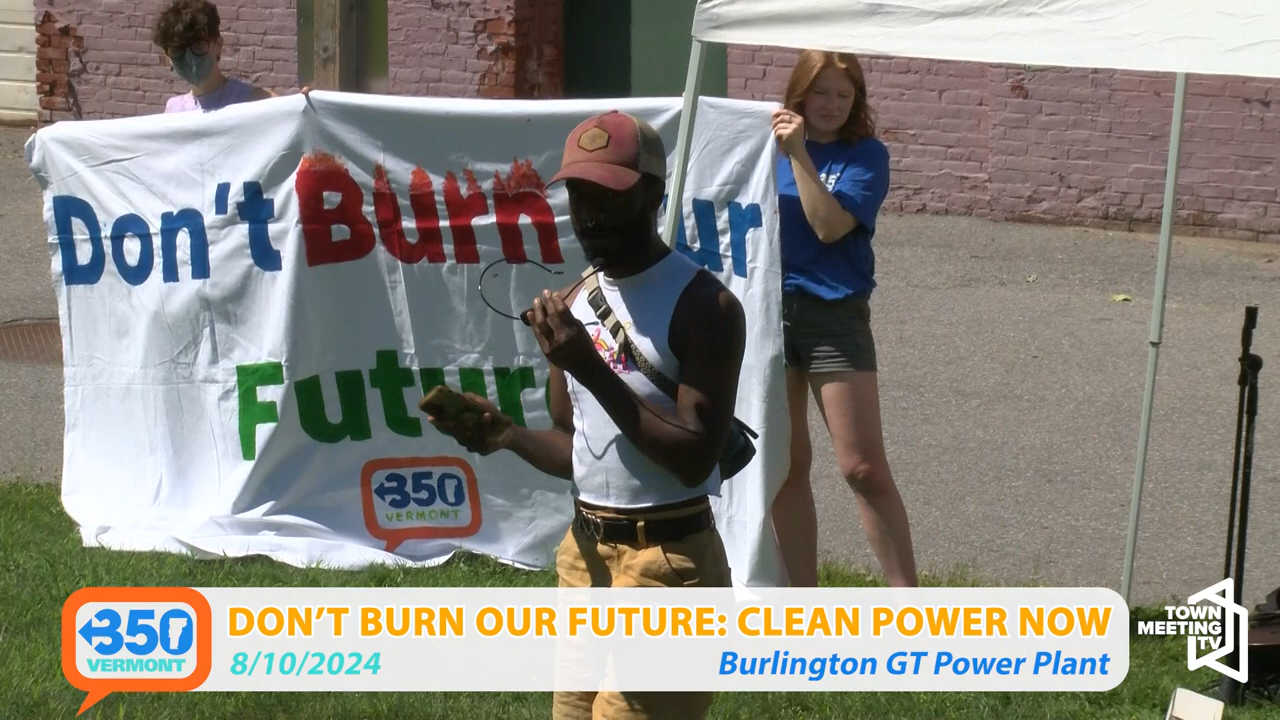 Don't Burn ur
Futur
350
VERMONT
350
VERMONT
DON'T BURN OUR FUTURE: CLEAN POWER NOW
8/10/2024
Burlington GT Power Plant
TOWN
MEETING
TV